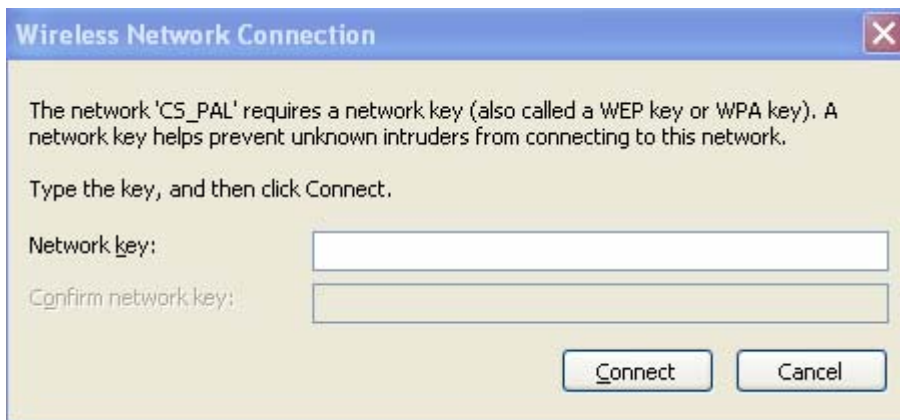 Wireless Network Connection
The network 'CS_PAL' requires a network key (also called a WEP key or WPA key). A
network key helps prevent unknown intruders from connecting to this network.
Type the key, and then click Connect.
Network key:
Confirm network key:
Connect Cancel